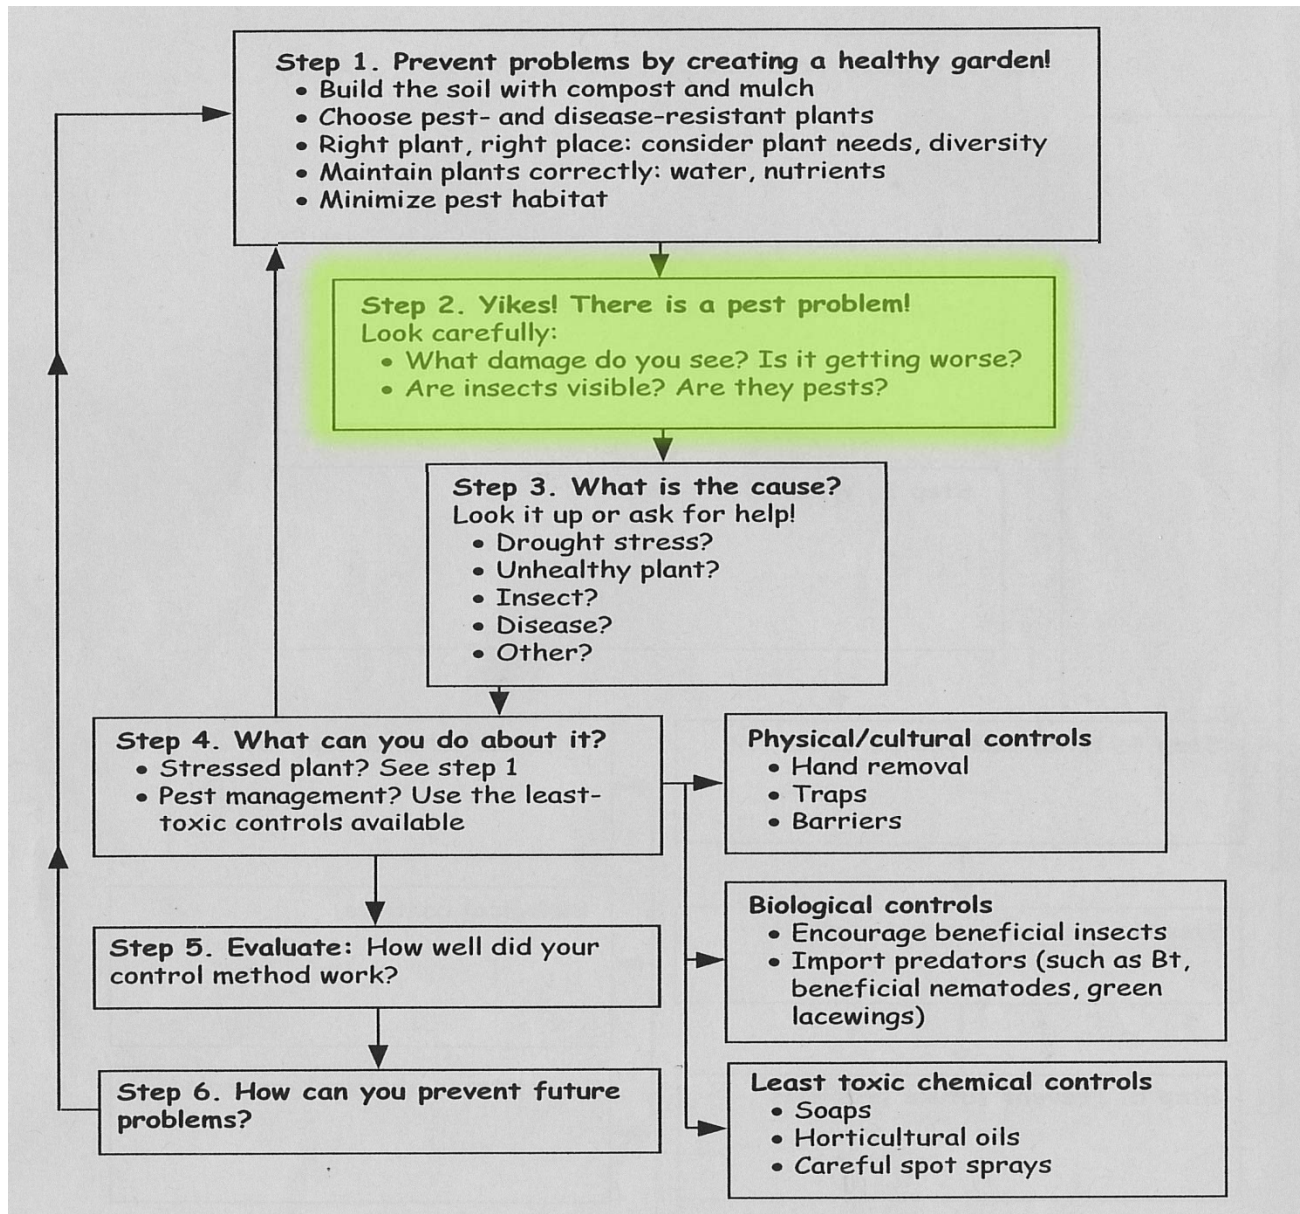 Step 1. Prevent problems by creating a healthy garden!
• Build the soil with compost and mulch
• Choose pest- and disease-resistant plants
• Right plant, right place: consider plant needs, diversity
• Maintain plants correctly: water, nutrients
• Minimize pest habitat
Step 2. Yikes! There is a pest problem!
Look carefully:
• What damage do you see? Is it getting worse?
• Are insects visible? Are they pests?
Step 3. What is the cause?
Look it up or ask for help!
• Drought stress?
• Unhealthy plant?
• Insect?
• Disease?
• Other?
Step 4. What can you do about it?
• Stressed plant? See step 1
• Pest management? Use the least-
toxic controls available
Physical/cultural controls
• Hand removal
• Traps
• Barriers
Biological controls
• Encourage beneficial insects
• Import predators (such as Bt,
beneficial nematodes, green
lacewings)
Step 5. Evaluate: How well did your
control method work?
Step 6. How can you prevent future
problems?
Least toxic chemical controls
• Soaps
• Horticultural oils
• Careful spot sprays